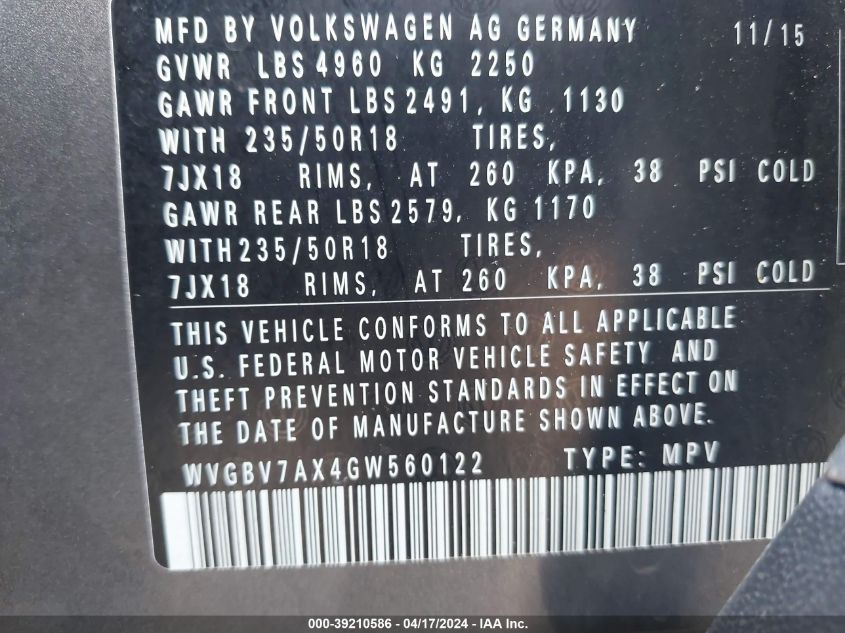 MFD BY VOLKSWAGEN AG GERMANY 11/15
GVWR LBS 4960 KG 2250
GAWR FRONT LBS 2491, KG 1130
WITH 235/50R18 TIRES,
7JX18 RIMS, AT 260 KPA, 38 PSI COLD
GAWR REAR LBS 2579, KG 1170
WITH 235/50R18 TIRES,
7JX18 RIMS, AT 260 KPA, 38 PSI COLD
THIS VEHICLE CONFORMS TO ALL APPLICABLE
U.S. FEDERAL MOTOR VEHICLE SAFETY AND
THEFT PREVENTION STANDARDS IN EFFECT ON
THE DATE OF MANUFACTURE SHOWN ABOVE.
WVGBV7AX4GW560122 TYPE: MPV
000-39210586 - 04/17/2024 - IAA Inc.